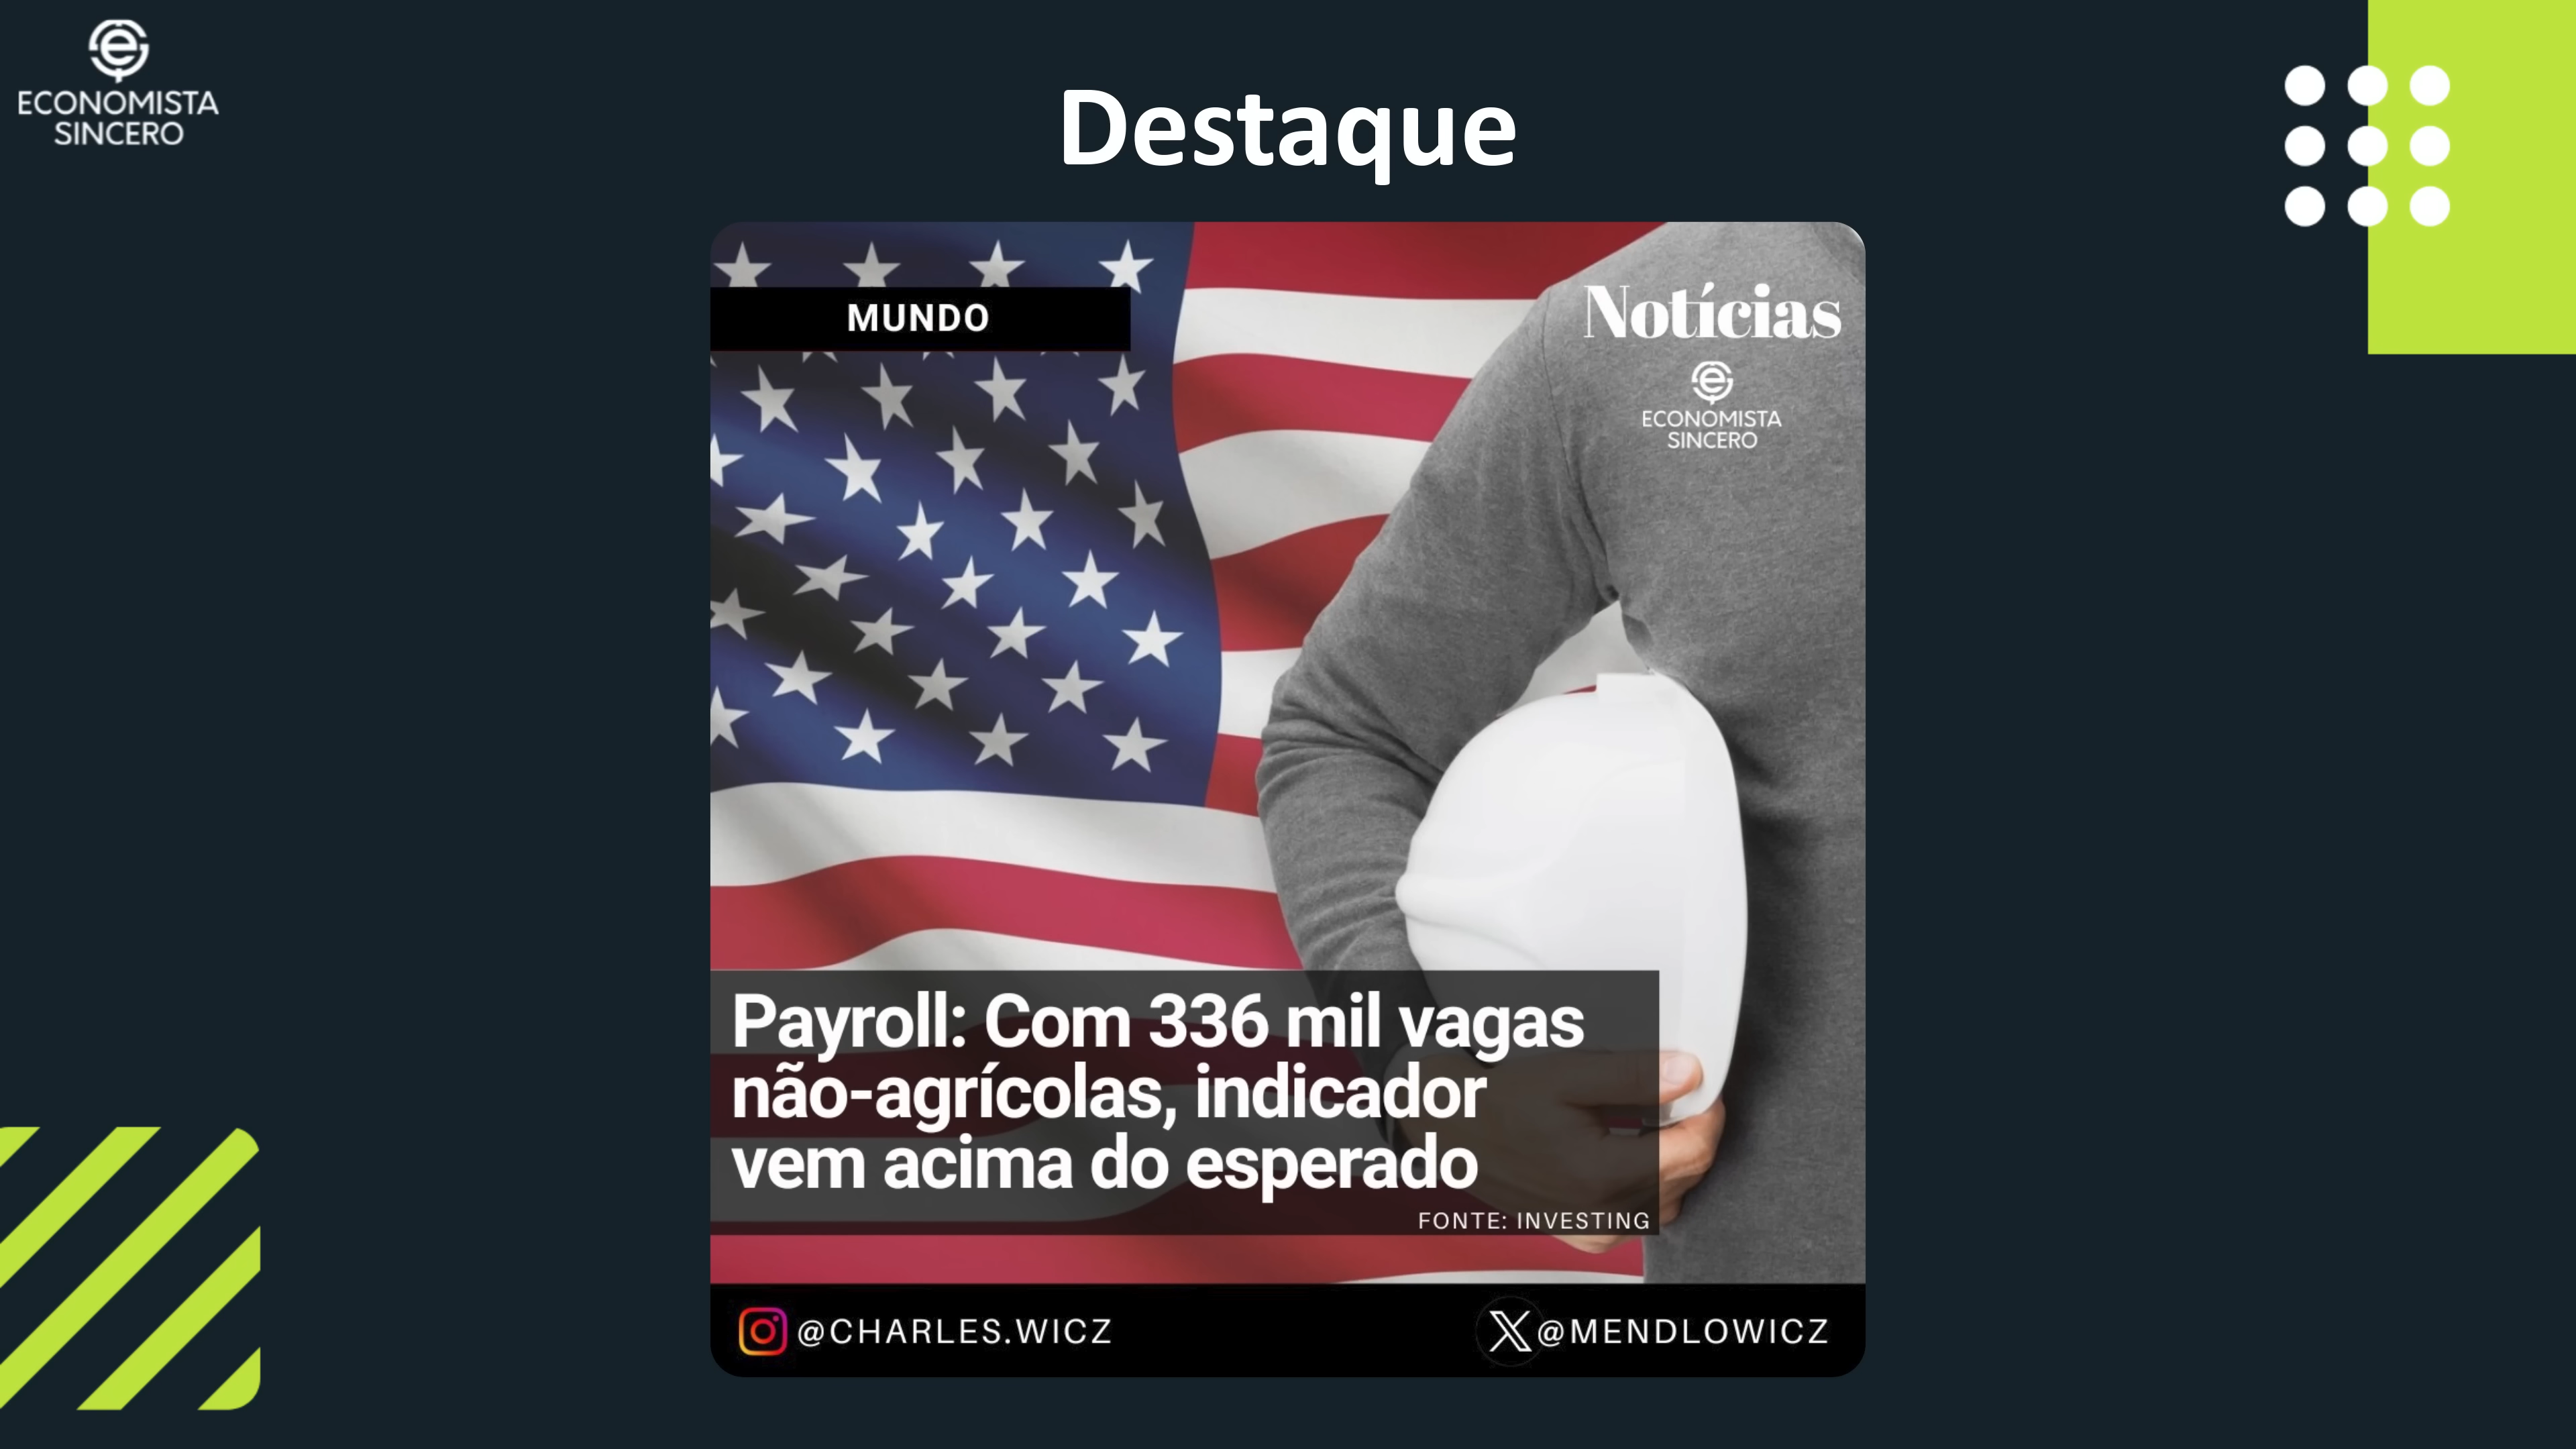 ECONOMISTA
SINCERO
Destaque
MUNDO
Notícias
ECONOMISTA
SINCERO
Payroll: Com 336 mil vagas
não-agrícolas, indicador
vem acima do esperado
FONTE: INVESTING
@CHARLES.WICZ
@MENDLOWICZ